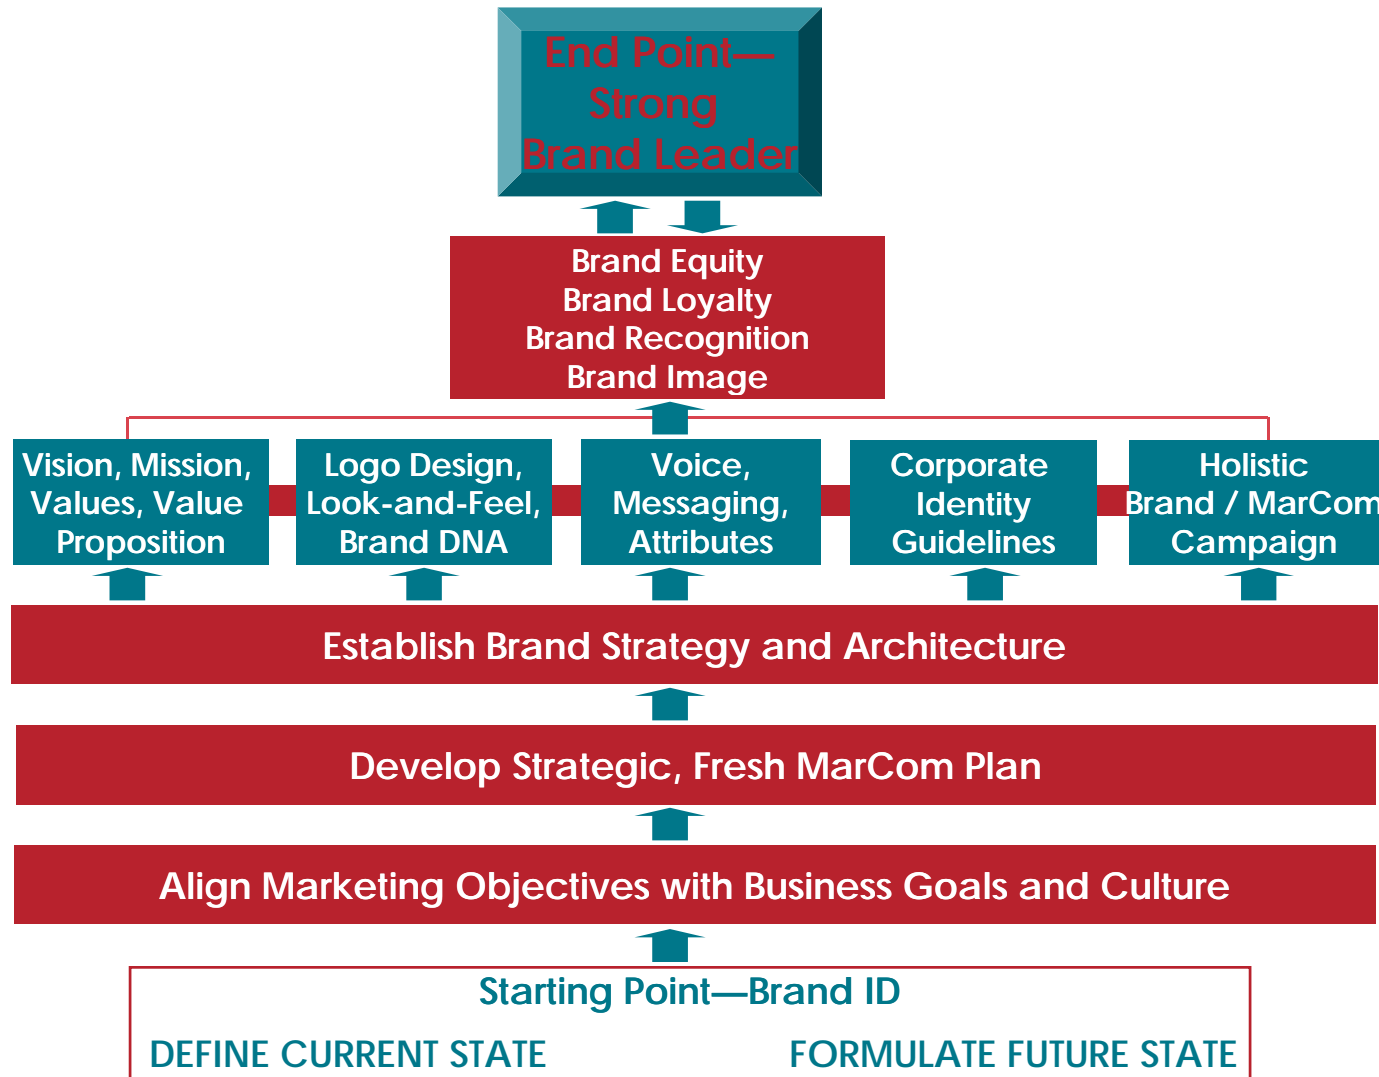 End Point—
Strong
Brand Leader
Brand Equity
Brand Loyalty
Brand Recognition
Brand Image
Vision, Mission,
Values, Value
Proposition
Logo Design,
Look-and-Feel,
Brand DNA
Voice,
Messaging,
Attributes
Corporate
Identity
Guidelines
Holistic
Brand / MarCom
Campaign
Establish Brand Strategy and Architecture
Develop Strategic, Fresh MarCom Plan
Align Marketing Objectives with Business Goals and Culture
Starting Point—Brand ID
DEFINE CURRENT STATE
FORMULATE FUTURE STATE